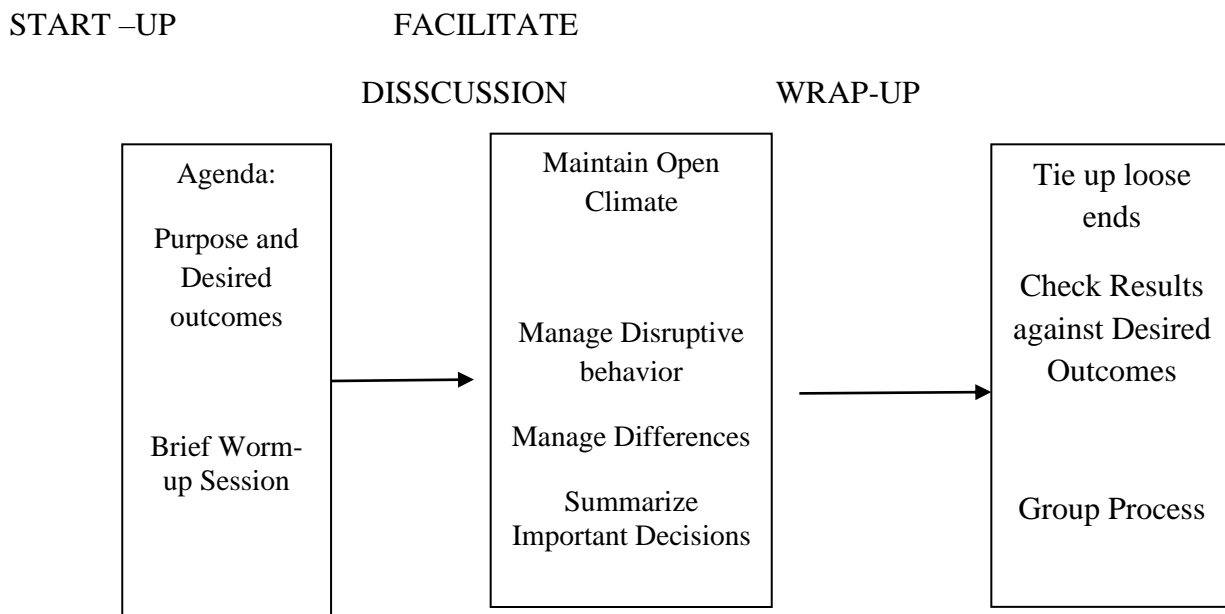 START –UP
FACILITATE
DISSCUSSION
WRAP-UP
Agenda:
Purpose and
Desired
outcomes
Brief Worm-
up Session
Maintain Open
Climate
Manage Disruptive
behavior
Manage Differences
Summarize
Important Decisions
Tie up loose
ends
Check Results
against Desired
Outcomes
Group Process